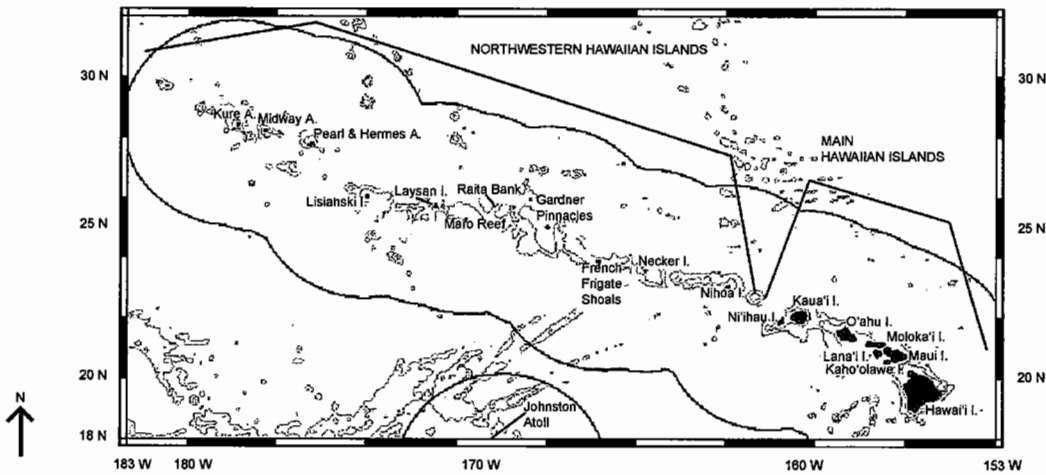 NORTHWESTERN HAWAIIAN ISLANDS
30 N
30 N
MAIN
HAWAIIAN ISLANDS
Kure A.
Midway A.
Pearl & Hermes A.
Lisianski I.
Laysan I.
Raita Bank
Maro Reef
Gardner
Pinnacles
25 N
25 N
French
Frigate
Shoals
Necker I.
Nihoa I.
Kaua'i I.
Ni'ihau I.
O'ahu I.
Moloka'i I.
Lana'i I.
Maui I.
Kaho'olawe I.
Hawai'i I.
20 N
20 N
Johnston
Atoll
N
18 N
183 W
180 W
170 W
160 W
153 W